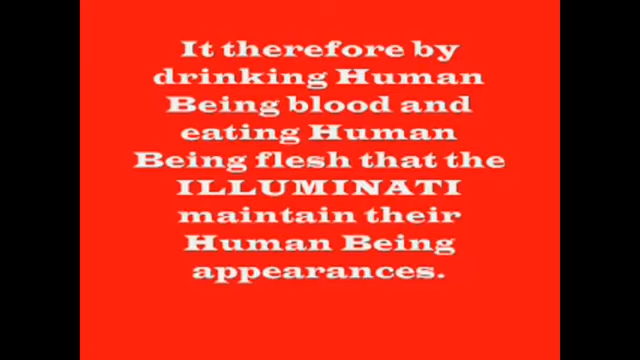 It therefore by
drinking Human
Being blood and
eating Human
Being flesh that the
ILLUMINATI
maintain their
Human Being
appearances.